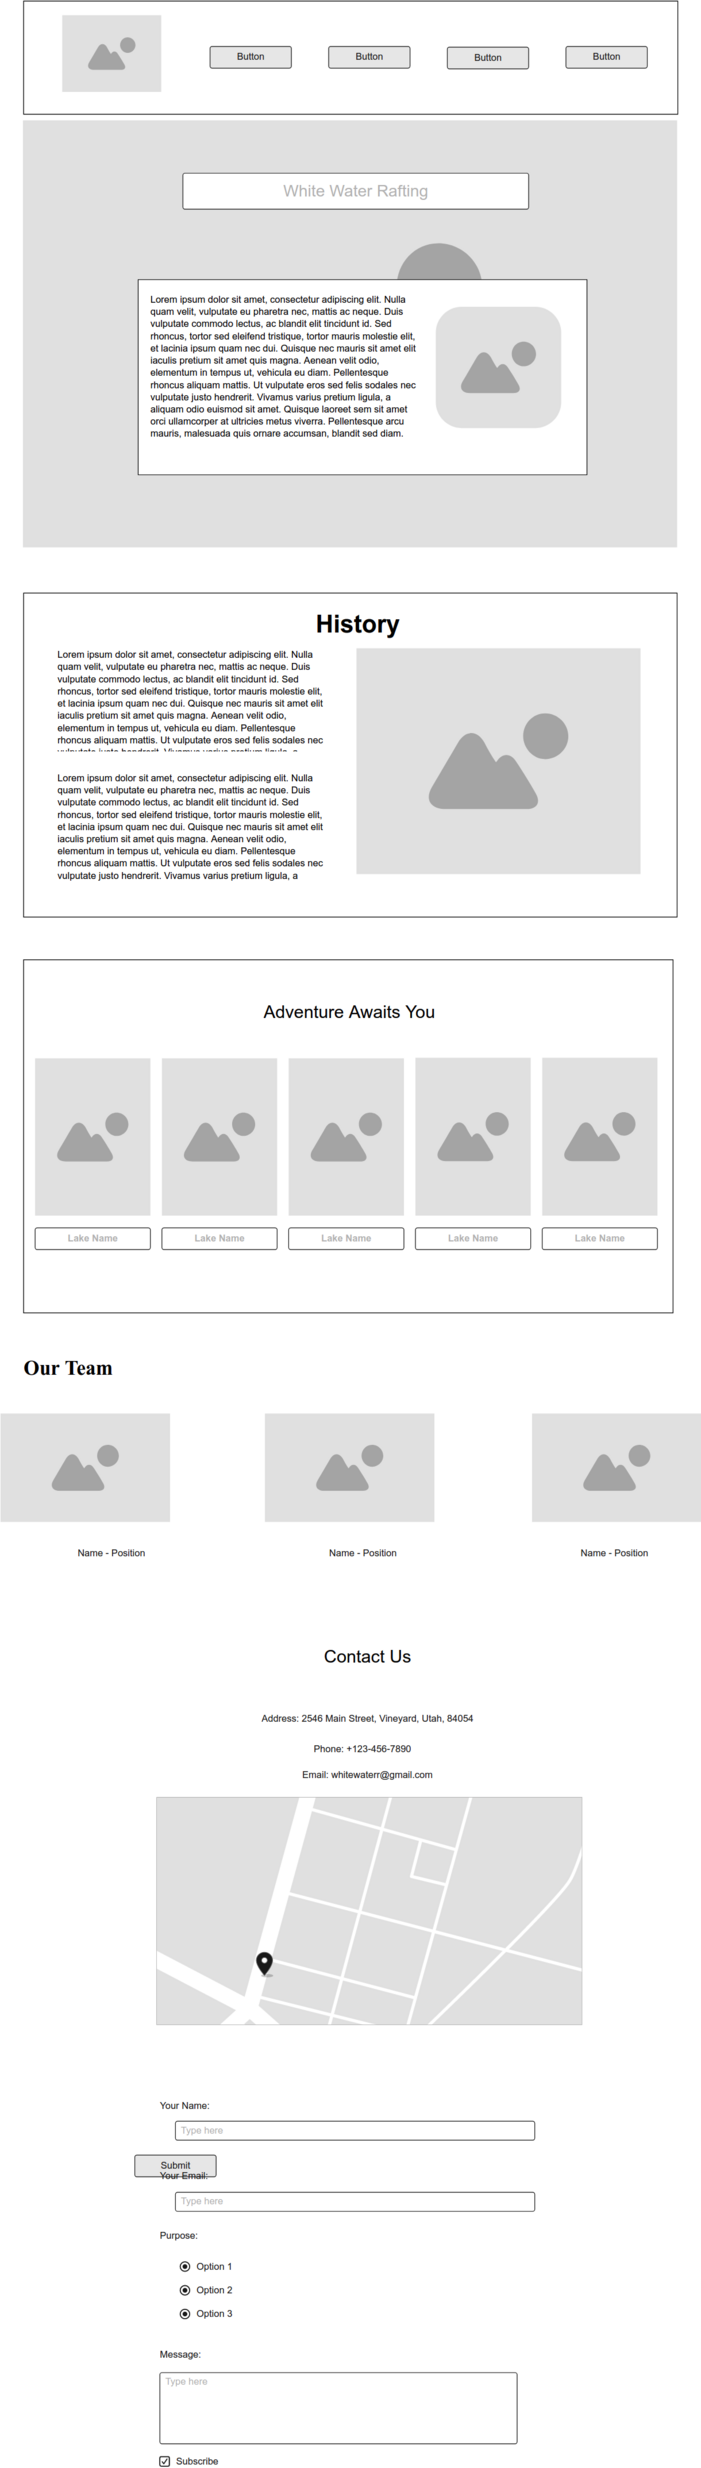 Button
Button
Button
Button
White Water Rafting
Lorem ipsum dolor sit amet, consectetur adipiscing elit. Nulla
quam velit, vulputate eu pharetra nec, mattis ac neque. Duis
vulputate commodo lectus, ac blandit elit tincidunt id. Sed
rhoncus, tortor sed eleifend tristique, tortor mauris molestie elit,
et lacinia ipsum quam nec dui. Quisque nec mauris sit amet elit
iaculis pretium sit amet quis magna. Aenean velit odio,
elementum in tempus ut, vehicula eu diam. Pellentesque
rhoncus aliquam mattis. Ut vulputate eros sed felis sodales nec
vulputate justo hendrerit. Vivamus varius pretium ligula, a
aliquam odio euismod sit amet. Quisque laoreet sem sit amet
orci ullamcorper at ultricies metus viverra. Pellentesque arcu
mauris, malesuada quis ornare accumsan, blandit sed diam.
History
Lorem ipsum dolor sit amet, consectetur adipiscing elit. Nulla
quam velit, vulputate eu pharetra nec, mattis ac neque. Duis
vulputate commodo lectus, ac blandit elit tincidunt id. Sed
rhoncus, tortor sed eleifend tristique, tortor mauris molestie elit,
et lacinia ipsum quam nec dui. Quisque nec mauris sit amet elit
iaculis pretium sit amet quis magna. Aenean velit odio,
elementum in tempus ut, vehicula eu diam. Pellentesque
rhoncus aliquam mattis. Ut vulputate eros sed felis sodales nec
vulputate justo hendrerit. Vivamus varius pretium ligula, a
Lorem ipsum dolor sit amet, consectetur adipiscing elit. Nulla
quam velit, vulputate eu pharetra nec, mattis ac neque. Duis
vulputate commodo lectus, ac blandit elit tincidunt id. Sed
rhoncus, tortor sed eleifend tristique, tortor mauris molestie elit,
et lacinia ipsum quam nec dui. Quisque nec mauris sit amet elit
iaculis pretium sit amet quis magna. Aenean velit odio,
elementum in tempus ut, vehicula eu diam. Pellentesque
rhoncus aliquam mattis. Ut vulputate eros sed felis sodales nec
vulputate justo hendrerit. Vivamus varius pretium ligula, a
Adventure Awaits You
Lake Name
Lake Name
Lake Name
Lake Name
Lake Name
Our Team
Name - Position
Name - Position
Name - Position
Contact Us
Address: 2546 Main Street, Vineyard, Utah, 84054
Phone: +123-456-7890
Email: whitewaterr@gmail.com
Your Name:
Type here
Submit
Your Email:
Type here
Purpose:
Option 1
Option 2
Option 3
Message:
Type here
Subscribe